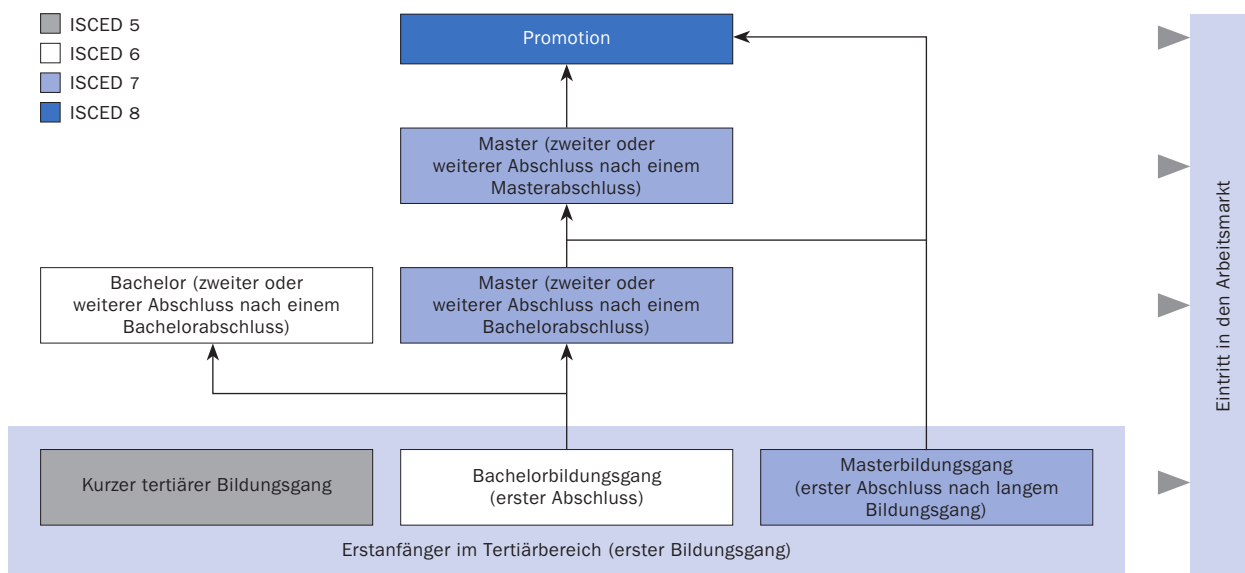 ISCED 5
ISCED 6
ISCED 7
ISCED 8
Promotion
Master (zweiter oder
weiterer Abschluss nach einem
Masterabschluss)
Bachelor (zweiter oder
weiterer Abschluss nach einem
Bachelorabschluss)
Master (zweiter oder
weiterer Abschluss nach einem
Bachelorabschluss)
Kurzer tertiärer Bildungsgang
Bachelorbildungsgang
(erster Abschluss)
Masterbildungsgang
(erster Abschluss nach langem
Bildungsgang)
Erstanfänger im Tertiärbereich (erster Bildungsgang)
Eintritt in den Arbeitsmarkt